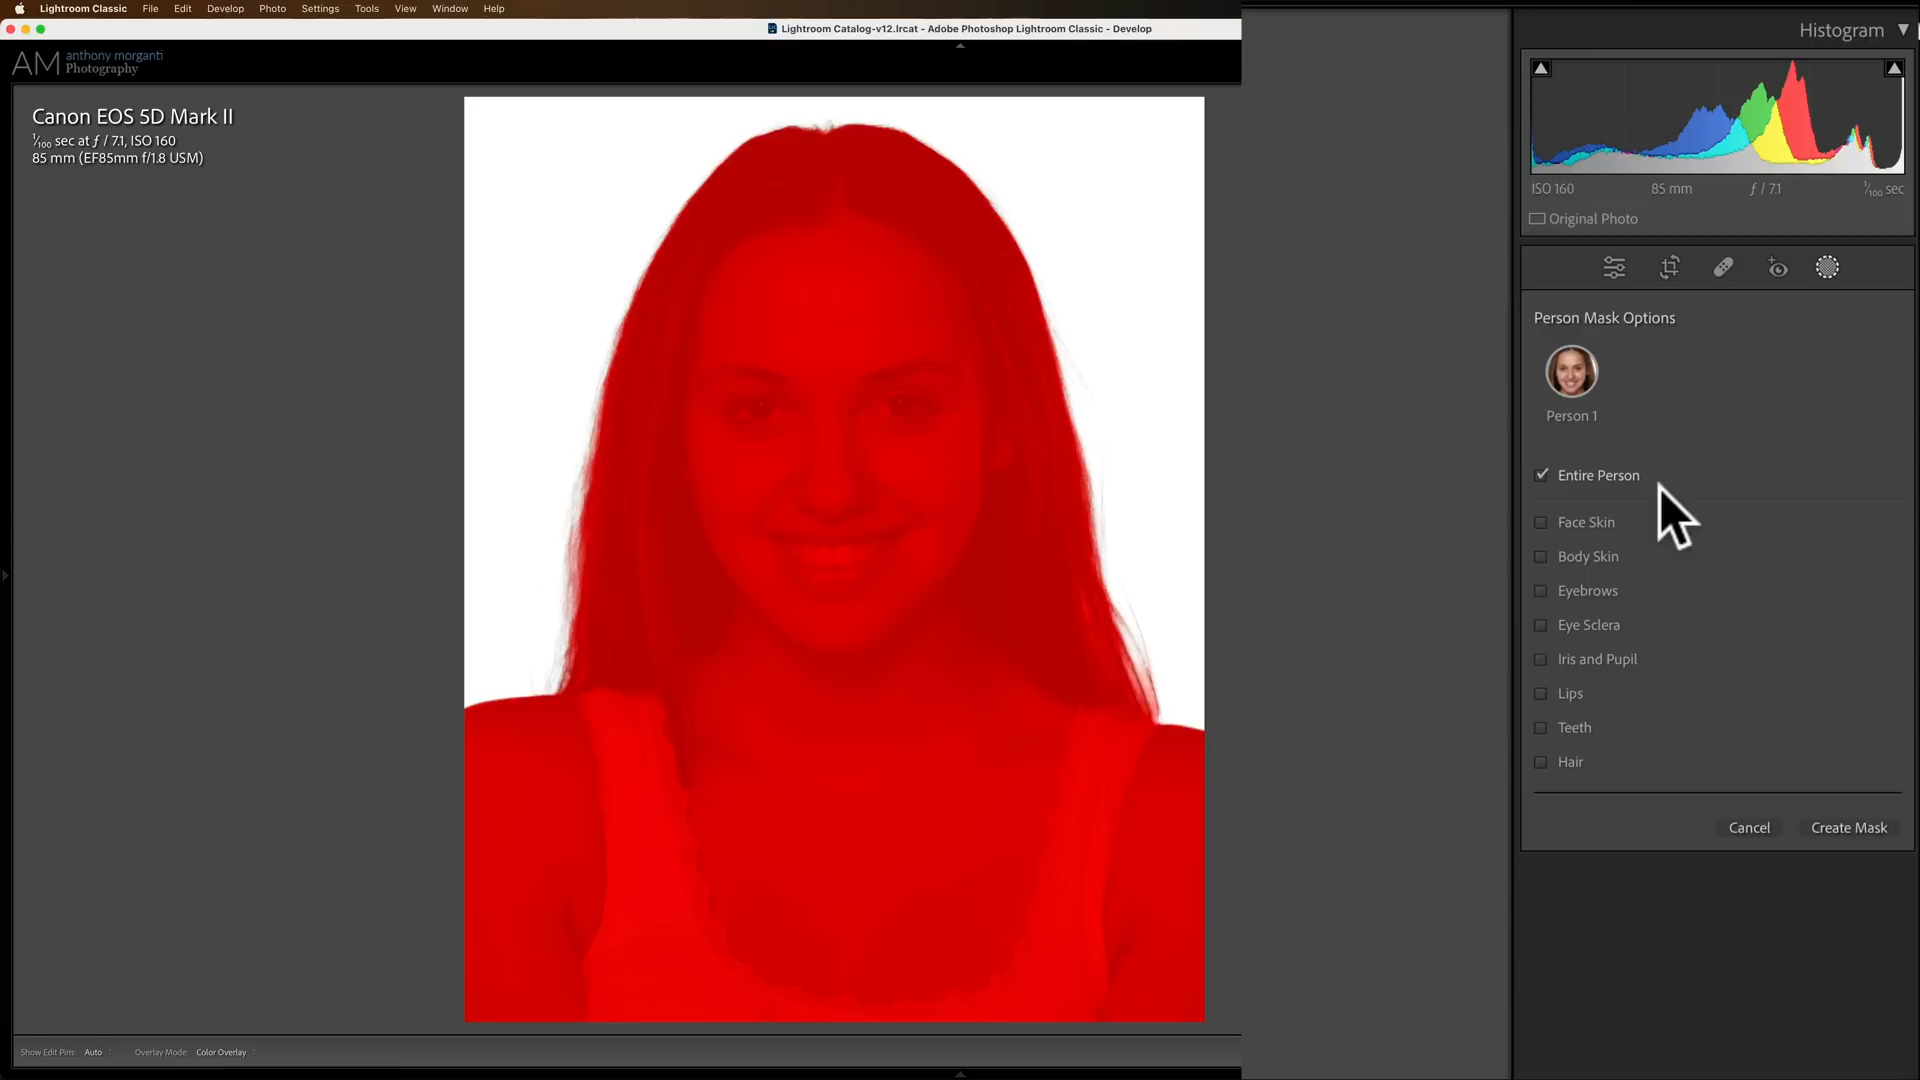 Lightroom Classic File Edit Develop Photo Settings Tools View Window Help
Lightroom Catalog-v12.lrcat - Adobe Photoshop Lightroom Classic - Develop
AM anthony morganti
Photography
Canon EOS 5D Mark II
1/100 sec at ƒ / 7.1, ISO 160
85 mm (EF85mm f/1.8 USM)
Histogram
ISO 160 85 mm ƒ / 7.1 1/100 sec
Original Photo
Person Mask Options
Person 1
Entire Person
Face Skin
Body Skin
Eyebrows
Eye Sclera
Iris and Pupil
Lips
Teeth
Hair
Cancel Create Mask
Show Edit Pins: Auto Overlay Mode: Color Overlay